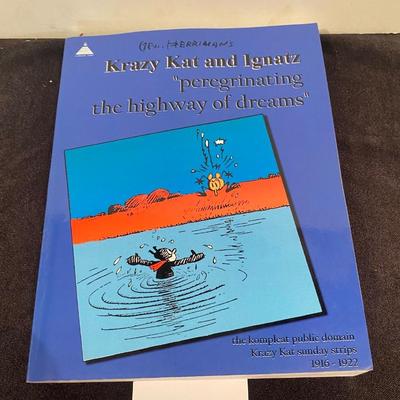 Geo. Herriman's
Krazy Kat and Ignatz
"peregrinating
the highway of dreams"
the kompleat public domain
Krazy Kat sunday strips
1916 - 1922